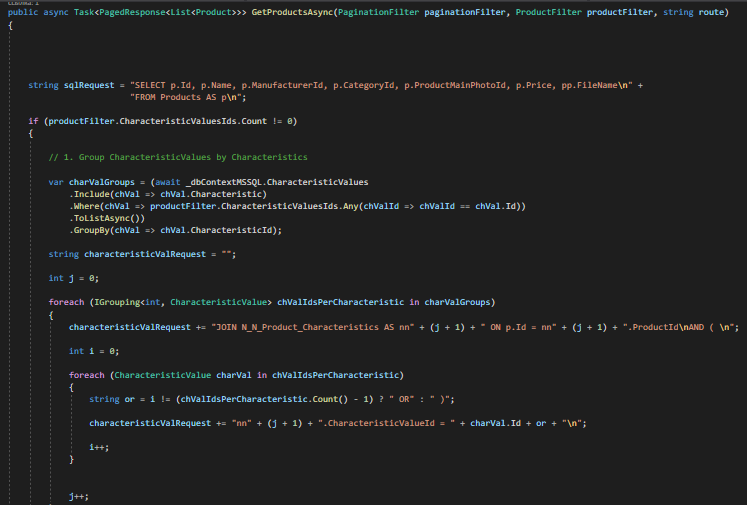 public async Task<PagedResponse<List<Product>>> GetProductsAsync(PaginationFilter paginationFilter, ProductFilter productFilter, string route)
{
string sqlRequest = "SELECT p.Id, p.Name, p.ManufacturerId, p.CategoryId, p.ProductMainPhotoId, p.Price, pp.FileName\n" +
"FROM Products AS p\n";
if (productFilter.CharacteristicValuesIds.Count != 0)
{
// 1. Group CharacteristicValues by Characteristics
var charValGroups = (await _dbContextMSSQL.CharacteristicValues
.Include(chVal => chVal.Characteristic)
.Where(chVal => productFilter.CharacteristicValuesIds.Any(chValId => chValId == chVal.Id))
.ToListAsync())
.GroupBy(chVal => chVal.CharacteristicId);
string characteristicValRequest = "";
int j = 0;
foreach (IGrouping<int, CharacteristicValue> chValIdsPerCharacteristic in charValGroups)
{
characteristicValRequest += "JOIN N_N_Product_Characteristics AS nn" + (j + 1) + " ON p.Id = nn" + (j + 1) + ".ProductId\nAND ( \n";
int i = 0;
foreach (CharacteristicValue charVal in chValIdsPerCharacteristic)
{
string or = i != (chValIdsPerCharacteristic.Count() - 1) ? " OR" : " )";
characteristicValRequest += "nn" + (j + 1) + ".CharacteristicValueId = " + charVal.Id + or + "\n";
i++;
}
j++;